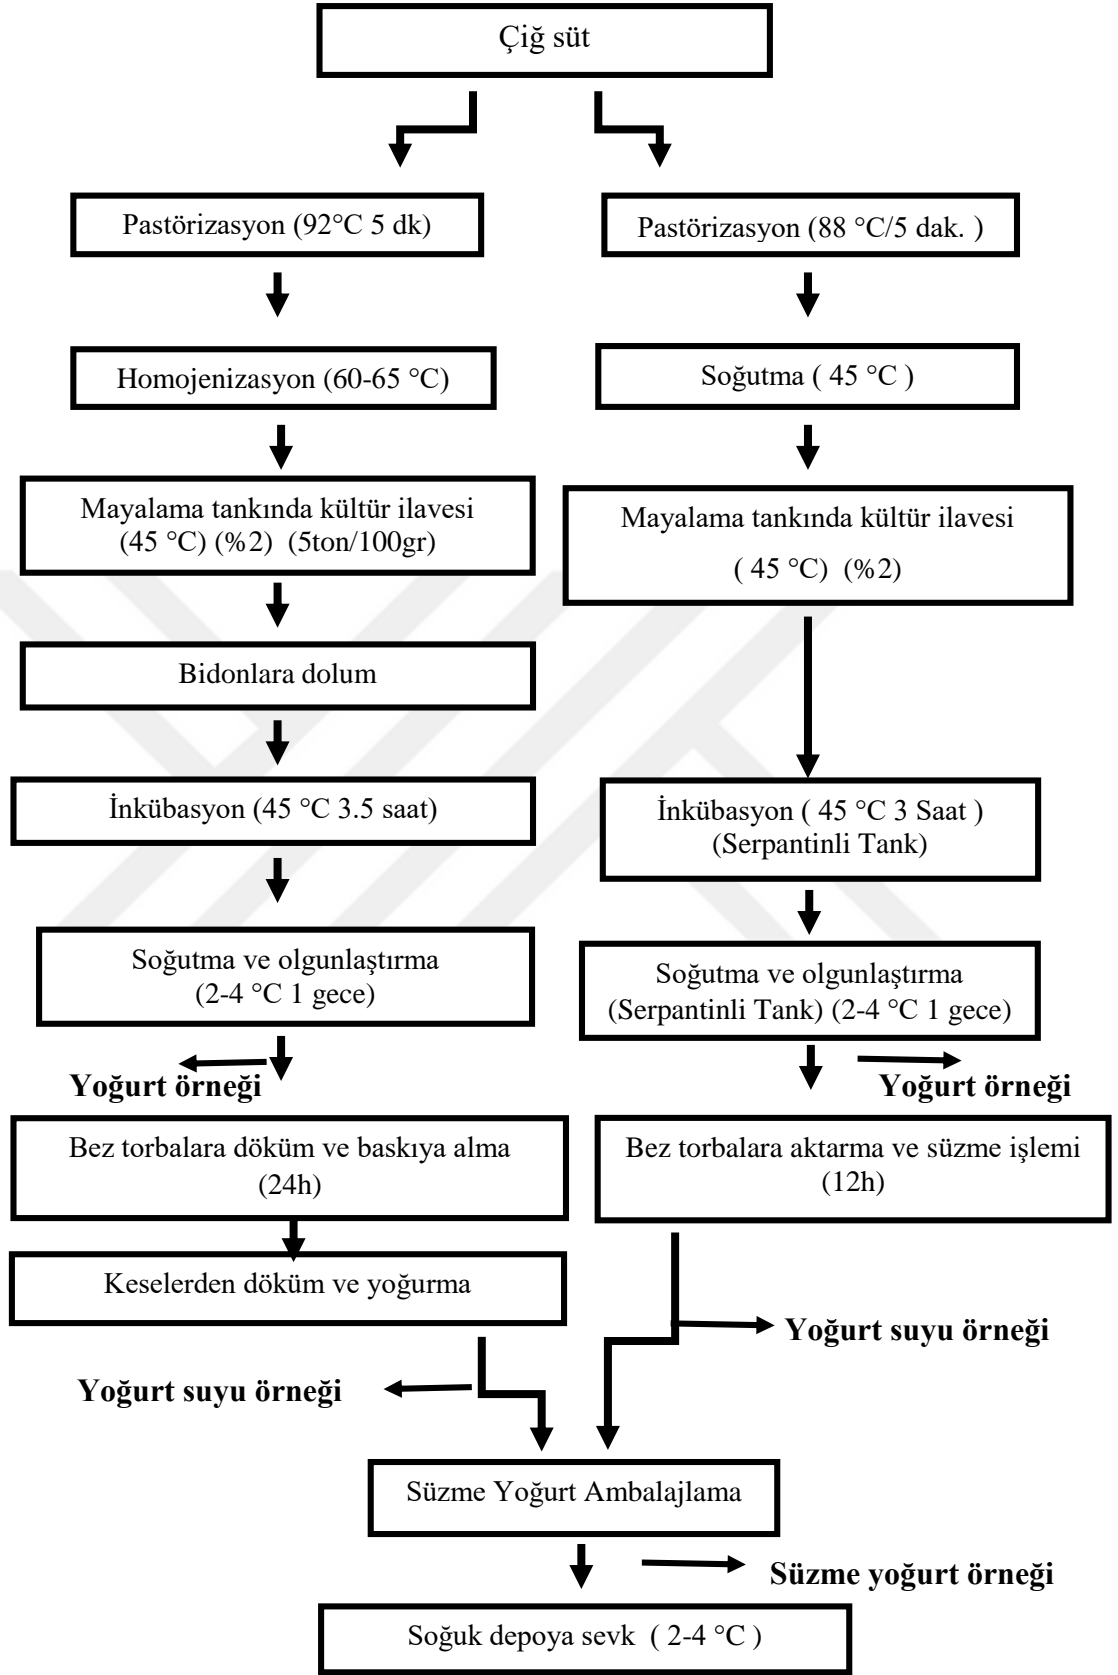 Çiğ süt
Pastörizasyon (92°C 5 dk)
Pastörizasyon (88 °C/5 dak. )
Homojenizasyon (60-65 °C)
Soğutma ( 45 °C )
Mayalama tankında kültür ilavesi
(45 °C) (%2) (5ton/100gr)
Mayalama tankında kültür ilavesi
( 45 °C) (%2)
Bidonlara dolum
İnkübasyon (45 °C 3.5 saat)
İnkübasyon ( 45 °C 3 Saat )
(Serpantinli Tank)
Soğutma ve olgunlaştırma
(2-4 °C 1 gece)
Soğutma ve olgunlaştırma
(Serpantinli Tank) (2-4 °C 1 gece)
Yoğurt örneği
Yoğurt örneği
Bez torbalara döküm ve baskıya alma
(24h)
Bez torbalara aktarma ve süzme işlemi
(12h)
Keselerden döküm ve yoğurma
Yoğurt suyu örneği
Yoğurt suyu örneği
Süzme Yoğurt Ambalajlama
Süzme yoğurt örneği
Soğuk depoya sevk ( 2-4 °C )